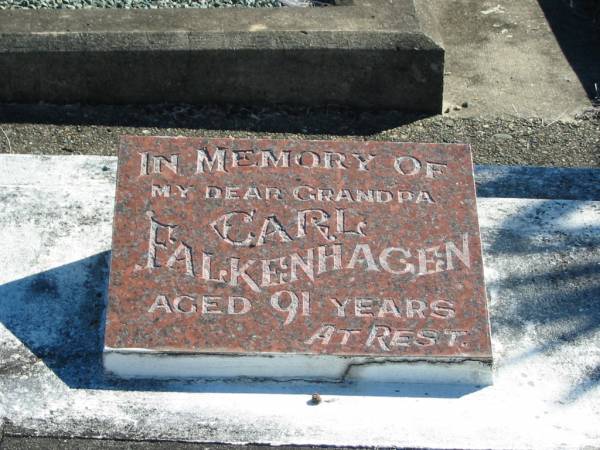 IN MEMORY OF
MY DEAR GRANDPA
CARL
FALKENHAGEN
AGED 91 YEARS
AT REST.